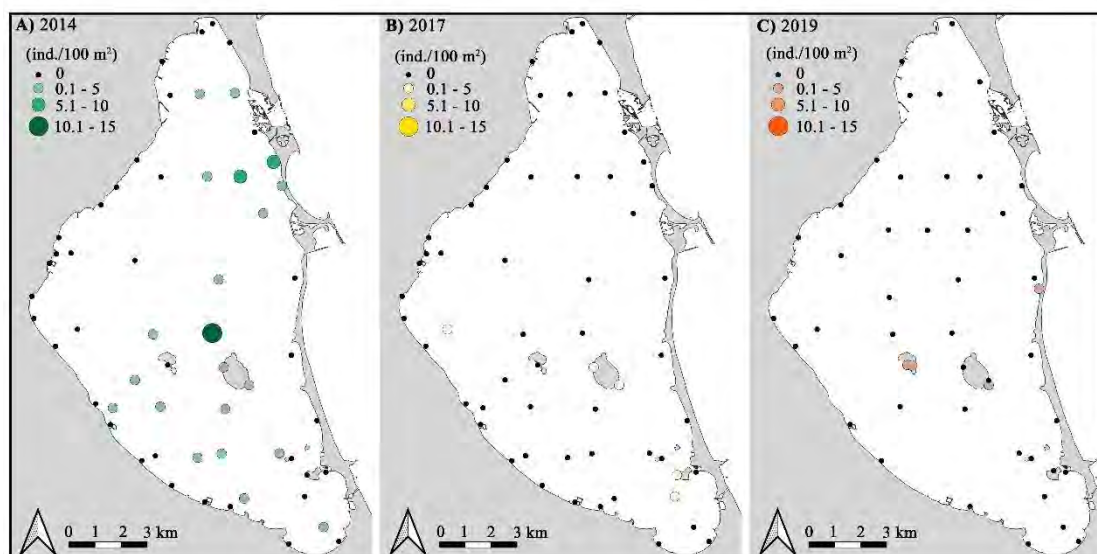 A) 2014
(ind./100 m²)
0
0.1 - 5
5.1 - 10
10.1 - 15
0 1 2 3 km
B) 2017
(ind./100 m²)
0
0.1 - 5
5.1 - 10
10.1 - 15
0 1 2 3 km
C) 2019
(ind./100 m²)
0
0.1 - 5
5.1 - 10
10.1 - 15
0 1 2 3 km